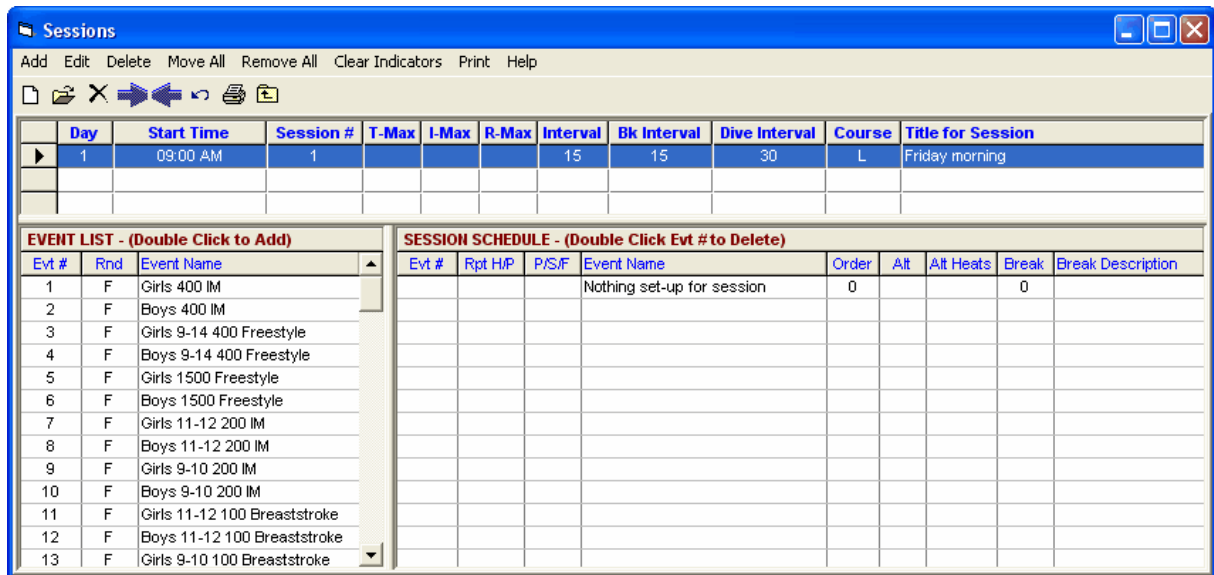 Sessions
Add Edit Delete Move All Remove All Clear Indicators Print Help
Day Start Time Session # T-Max I-Max R-Max Interval Bk Interval Dive Interval Course Title for Session
1 09:00 AM 1 15 15 30 L Friday morning
EVENT LIST - (Double Click to Add)
Evt # Rnd Event Name
1 F Girls 400 IM
2 F Boys 400 IM
3 F Girls 9-14 400 Freestyle
4 F Boys 9-14 400 Freestyle
5 F Girls 1500 Freestyle
6 F Boys 1500 Freestyle
7 F Girls 11-12 200 IM
8 F Boys 11-12 200 IM
9 F Girls 9-10 200 IM
10 F Boys 9-10 200 IM
11 F Girls 11-12 100 Breaststroke
12 F Boys 11-12 100 Breaststroke
13 F Girls 9-10 100 Breaststroke
SESSION SCHEDULE - (Double Click Evt # to Delete)
Evt # Rpt H/P P/S/F Event Name Order Alt Alt Heats Break Break Description
Nothing set-up for session 0 0